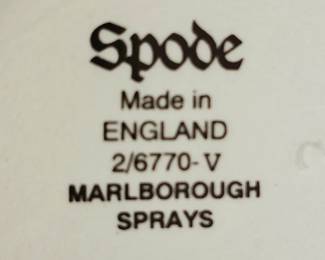 Spode
Made in
ENGLAND
2/6770-V
MARLBOROUGH
SPRAYS